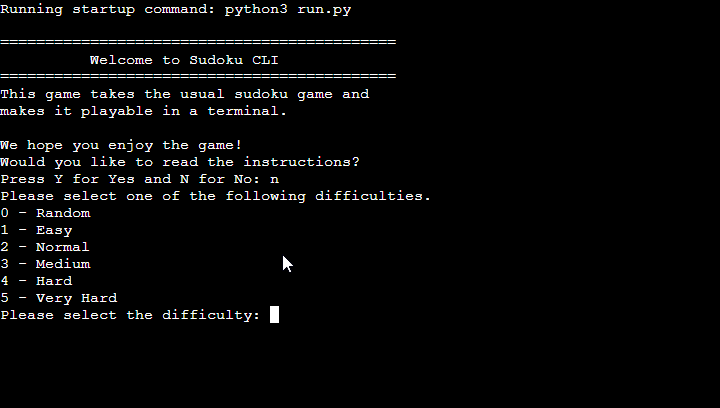 Running startup command: python3 run.py
============================================
Welcome to Sudoku CLI
============================================
This game takes the usual sudoku game and
makes it playable in a terminal.
We hope you enjoy the game!
Would you like to read the instructions?
Press Y for Yes and N for No: n
Please select one of the following difficulties.
0 - Random
1 - Easy
2 - Normal
3 - Medium
4 - Hard
5 - Very Hard
Please select the difficulty: